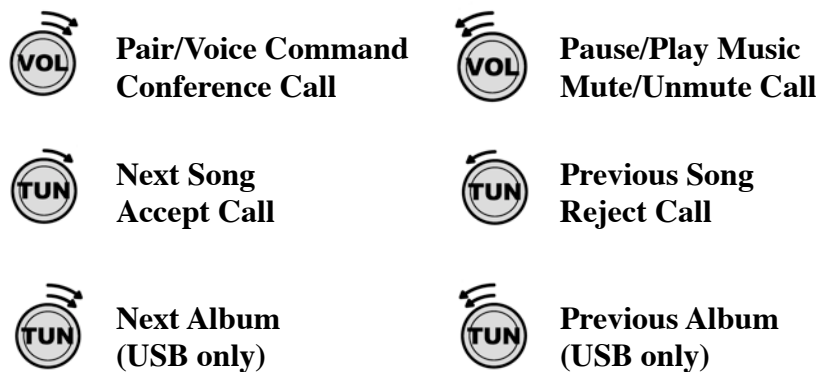 VOL
Pair/Voice Command
Conference Call
VOL
Pause/Play Music
Mute/Unmute Call
TUN
Next Song
Accept Call
TUN
Previous Song
Reject Call
TUN
Next Album
(USB only)
TUN
Previous Album
(USB only)